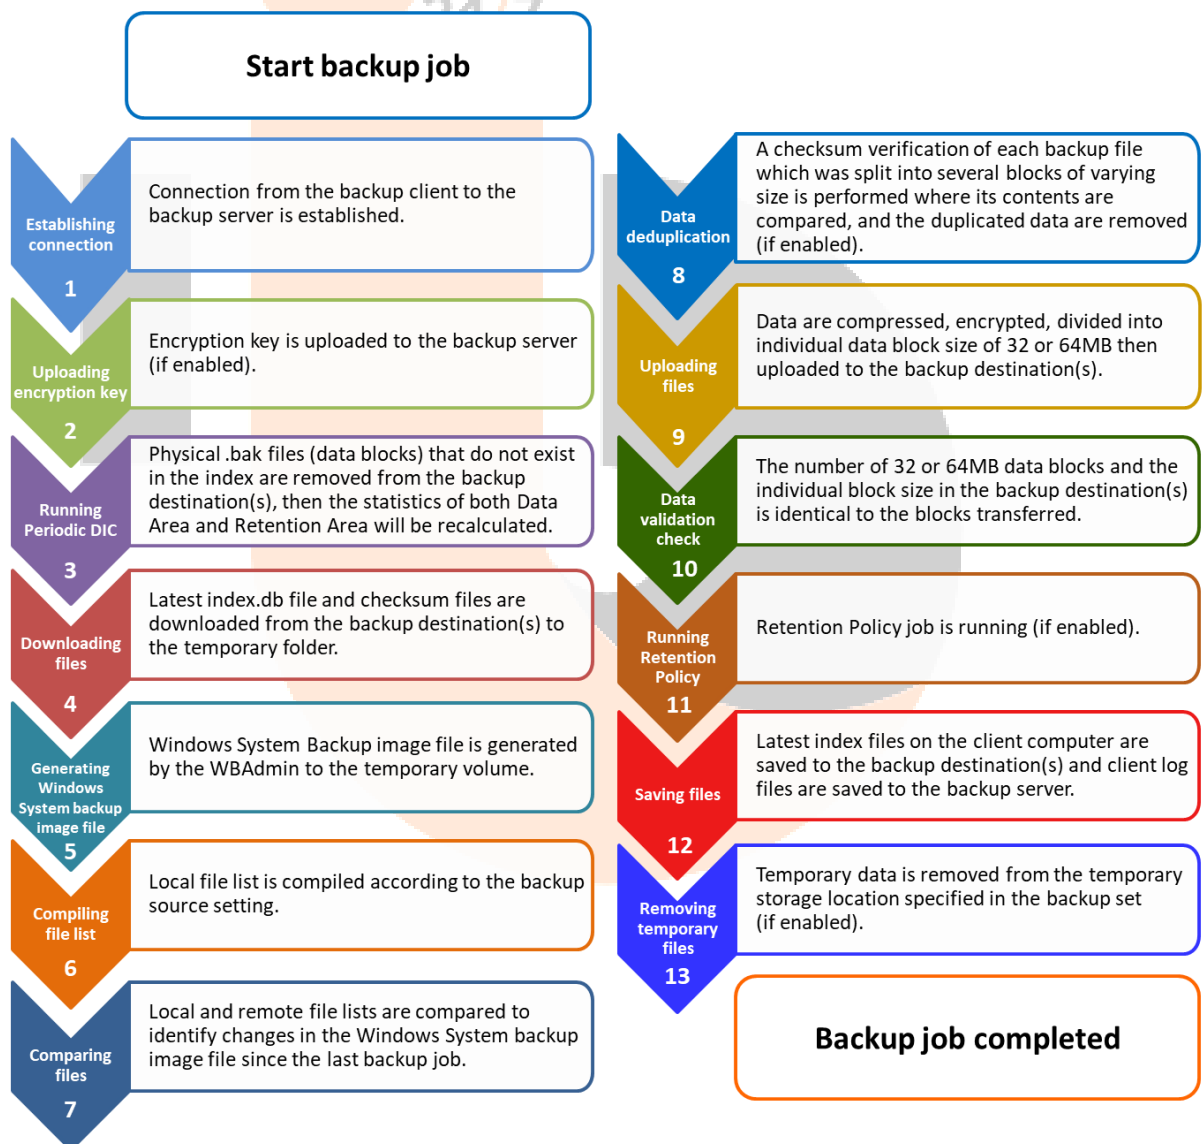 Start backup job
Establishing
connection
1
Connection from the backup client to the
backup server is established.
Uploading
encryption key
2
Encryption key is uploaded to the backup server
(if enabled).
Running
Periodic DIC
3
Physical .bak files (data blocks) that do not exist
in the index are removed from the backup
destination(s), then the statistics of both Data
Area and Retention Area will be recalculated.
Downloading
files
4
Latest index.db file and checksum files are
downloaded from the backup destination(s) to
the temporary folder.
Generating
Windows
System backup
image file
5
Windows System Backup image file is generated
by the WBAdmin to the temporary volume.
Compiling
file list
6
Local file list is compiled according to the backup
source setting.
Comparing
files
7
Local and remote file lists are compared to
identify changes in the Windows System backup
image file since the last backup job.
Data
deduplication
8
A checksum verification of each backup file
which was split into several blocks of varying
size is performed where its contents are
compared, and the duplicated data are removed
(if enabled).
Uploading
files
9
Data are compressed, encrypted, divided into
individual data block size of 32 or 64MB then
uploaded to the backup destination(s).
Data
validation
check
10
The number of 32 or 64MB data blocks and the
individual block size in the backup destination(s)
is identical to the blocks transferred.
Running
Retention
Policy
11
Retention Policy job is running (if enabled).
Saving files
12
Latest index files on the client computer are
saved to the backup destination(s) and client log
files are saved to the backup server.
Removing
temporary
files
13
Temporary data is removed from the temporary
storage location specified in the backup set
(if enabled).
Backup job completed